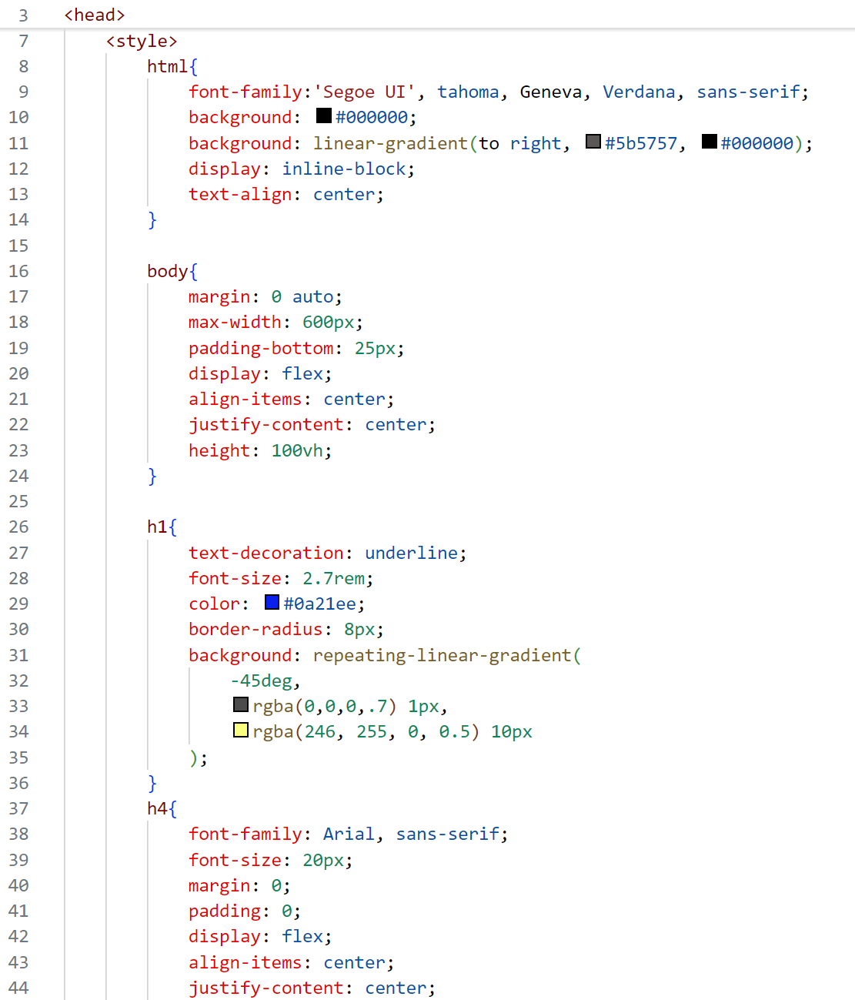 3 <head>
7 <style>
8 html{
9 font-family:'Segoe UI', tahoma, Geneva, Verdana, sans-serif;
10 background: #000000;
11 background: linear-gradient(to right, #5b5757, #000000);
12 display: inline-block;
13 text-align: center;
14 }
15
16 body{
17 margin: 0 auto;
18 max-width: 600px;
19 padding-bottom: 25px;
20 display: flex;
21 align-items: center;
22 justify-content: center;
23 height: 100vh;
24 }
25
26 h1{
27 text-decoration: underline;
28 font-size: 2.7rem;
29 color: #0a21ee;
30 border-radius: 8px;
31 background: repeating-linear-gradient(
32 -45deg,
33 rgba(0,0,0,.7) 1px,
34 rgba(246, 255, 0, 0.5) 10px
35 );
36 }
37 h4{
38 font-family: Arial, sans-serif;
39 font-size: 20px;
40 margin: 0;
41 padding: 0;
42 display: flex;
43 align-items: center;
44 justify-content: center;